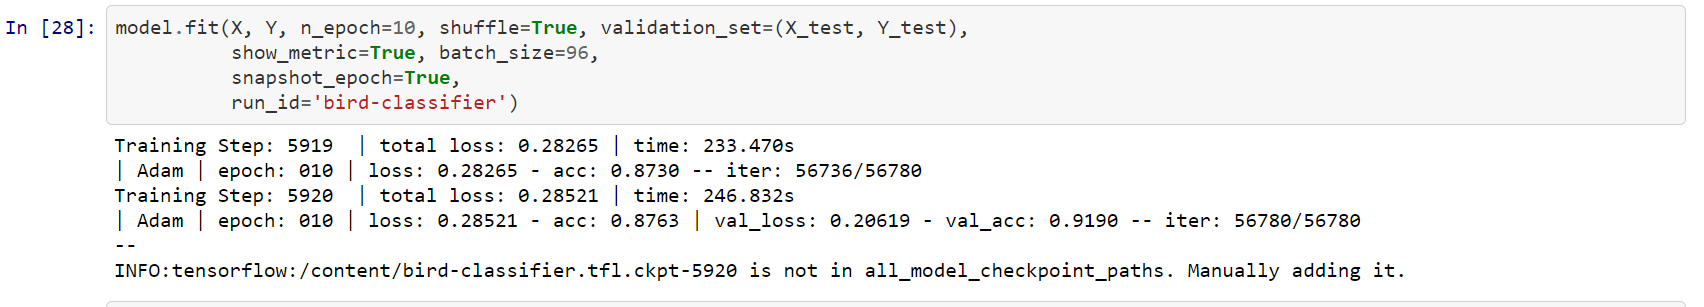 In [28]: model.fit(X, Y, n_epoch=10, shuffle=True, validation_set=(X_test, Y_test),
show_metric=True, batch_size=96,
snapshot_epoch=True,
run_id='bird-classifier')
Training Step: 5919 | total loss: 0.28265 | time: 233.470s
| Adam | epoch: 010 | loss: 0.28265 - acc: 0.8730 -- iter: 56736/56780
Training Step: 5920 | total loss: 0.28521 | time: 246.832s
| Adam | epoch: 010 | loss: 0.28521 - acc: 0.8763 | val_loss: 0.20619 - val_acc: 0.9190 -- iter: 56780/56780
--
INFO:tensorflow:/content/bird-classifier.tfl.ckpt-5920 is not in all_model_checkpoint_paths. Manually adding it.